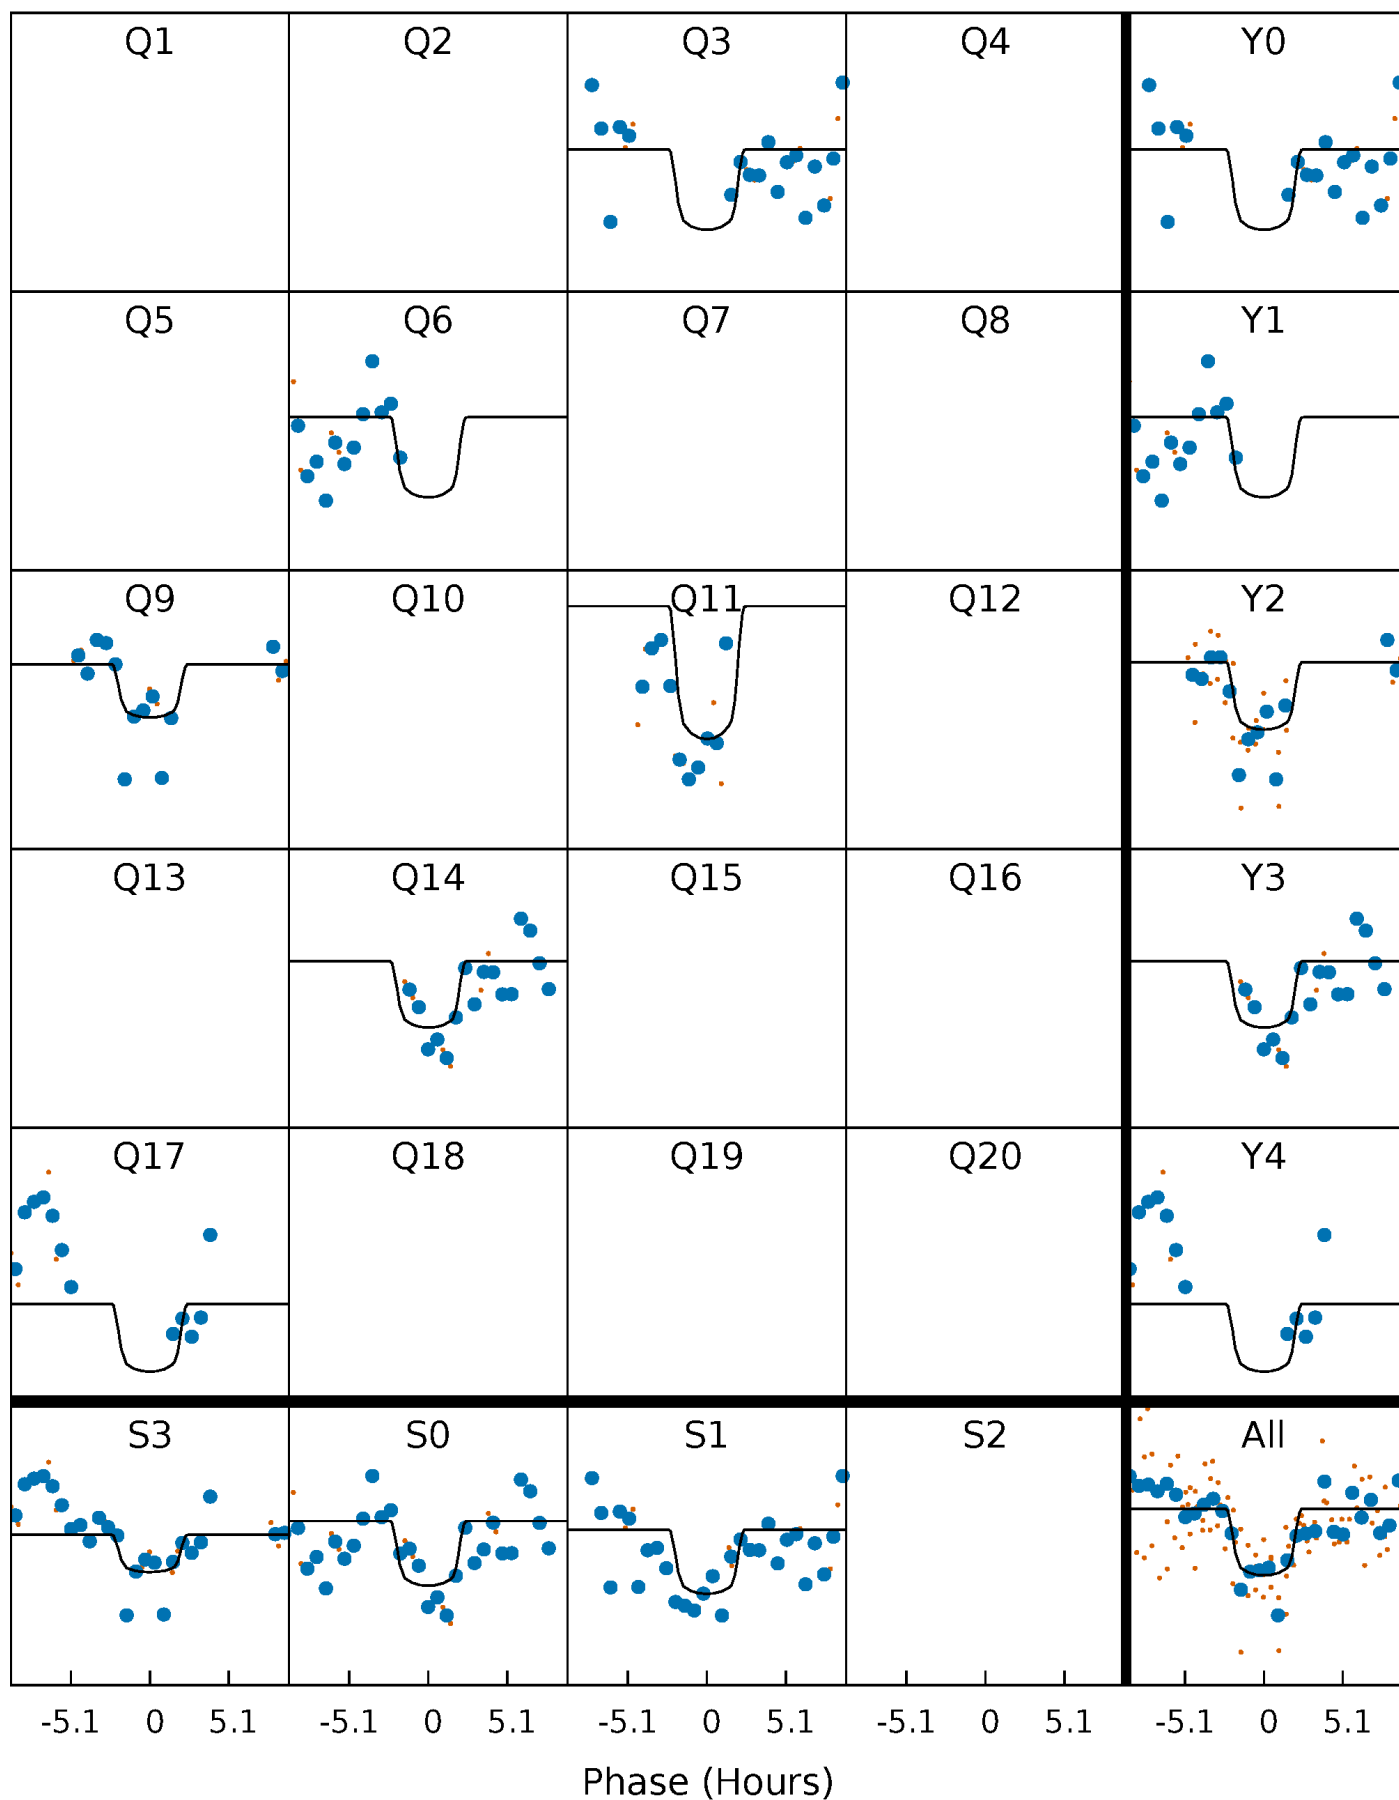 Q1 Q2 Q3 Q4 Y0
Q5 Q6 Q7 Q8 Y1
Q9 Q10 Q11 Q12 Y2
Q13 Q14 Q15 Q16 Y3
Q17 Q18 Q19 Q20 Y4
S3 S0 S1 S2 All
-5.1 0 5.1 -5.1 0 5.1 -5.1 0 5.1 -5.1 0 5.1 -5.1 0 5.1
Phase (Hours)